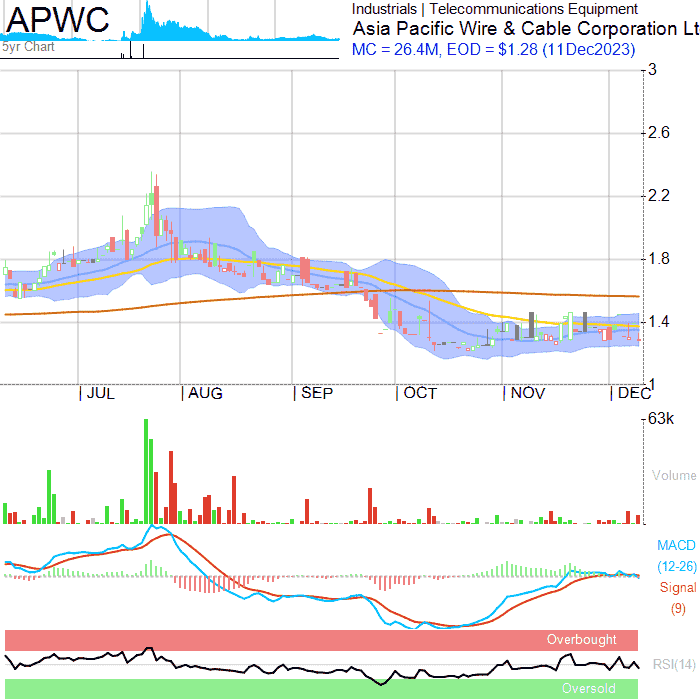 APWC
5yr Chart
Industrials | Telecommunications Equipment
Asia Pacific Wire & Cable Corporation Lt
MC = 26.4M, EOD = $1.28 (11Dec2023)
3
2.6
2.2
1.8
1.4
1
| JUL | AUG | SEP | OCT | NOV | DEC
63k
Volume
MACD
(12-26)
Signal
(9)
Overbought
RSI(14)
Oversold